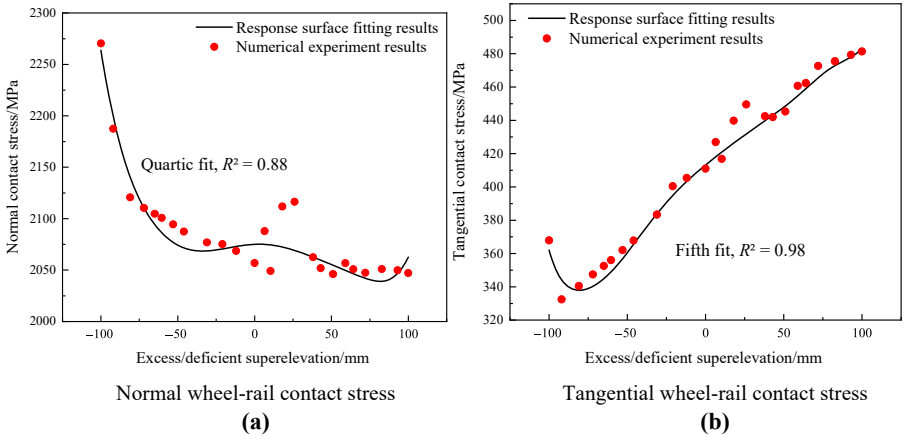 2300
2250
2200
2150
2100
2050
2000
Normal contact stress/MPa
Response surface fitting results
Numerical experiment results
Quartic fit, R² = 0.88
−100
−50
0
50
100
Excess/deficient superelevation/mm
Normal wheel-rail contact stress
(a)
480
460
440
420
400
380
360
340
320
Tangential contact stress/MPa
Response surface fitting results
Numerical experiment results
Fifth fit, R² = 0.98
−100
−50
0
50
100
Excess/deficient superelevation/mm
Tangential wheel-rail contact stress
(b)